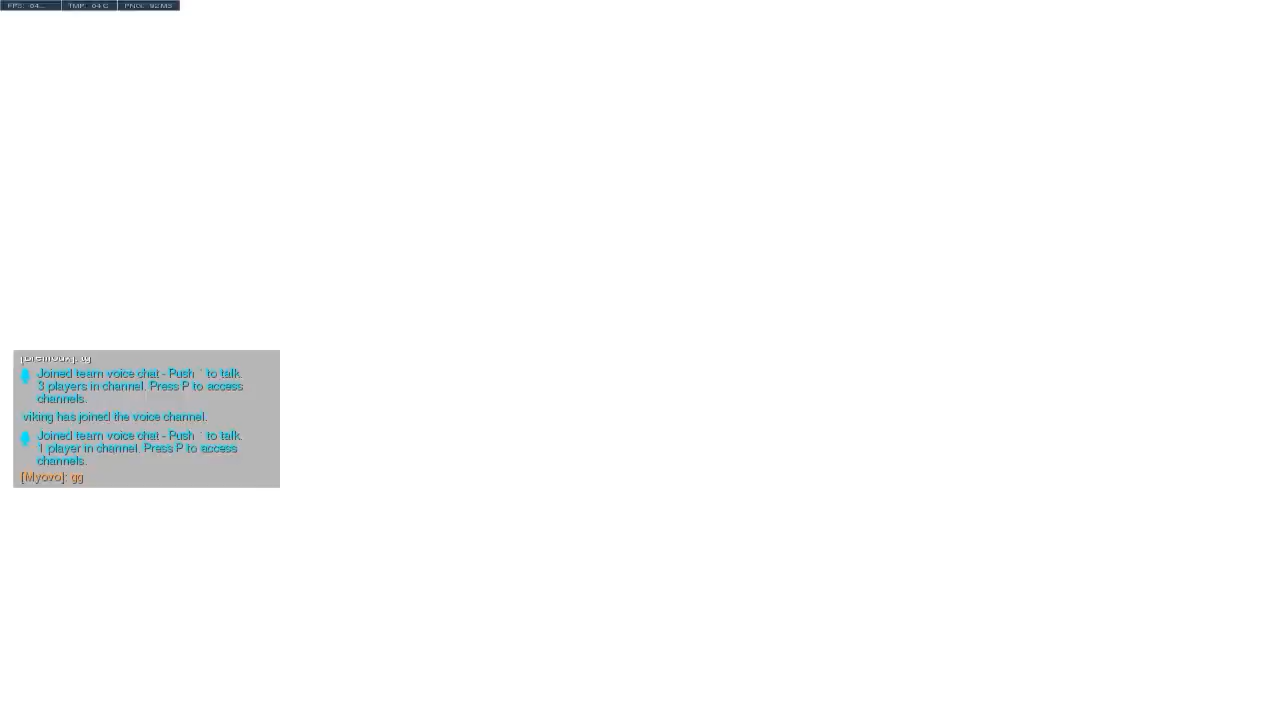 Joined team voice chat - Push ` to talk.
3 players in channel. Press P to access
channels.
viking has joined the voice channel.
Joined team voice chat - Push ` to talk.
1 player in channel. Press P to access
channels.
[Myovo]: gg